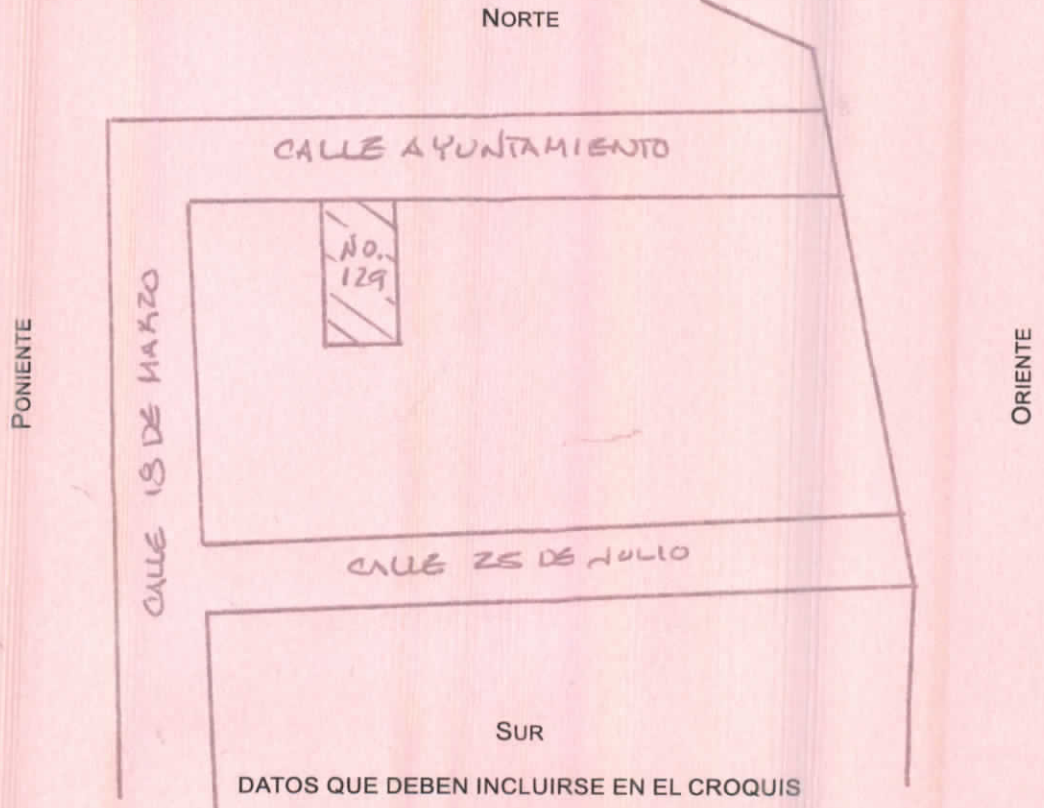 NORTE
CALLE AYUNTAMIENTO
NO.
129
PONIENTE
CALLE 18 DE MARZO
ORIENTE
CALLE 25 DE JULIO
SUR
DATOS QUE DEBEN INCLUIRSE EN EL CROQUIS